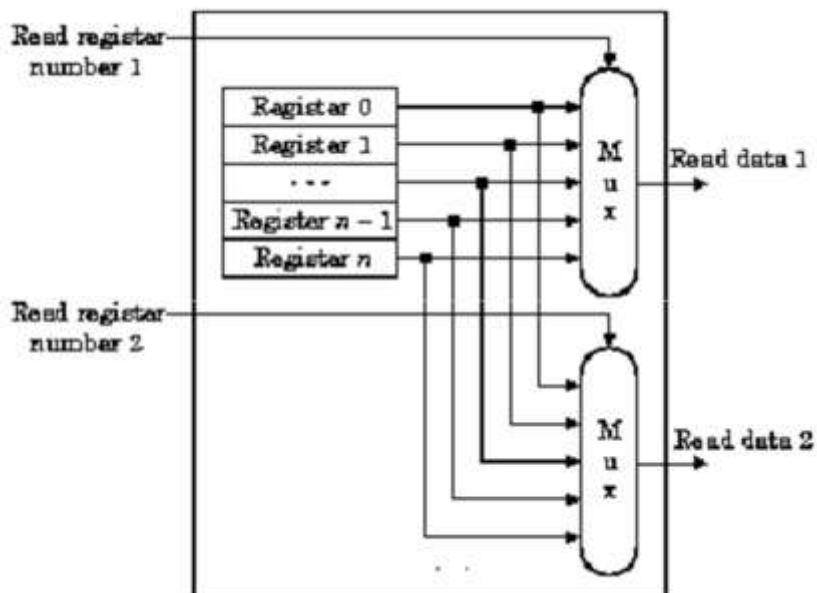 Read register
number 1
Register 0
Register 1
...
Register n – 1
Register n
M
u
x
Read data 1
Read register
number 2
M
u
x
Read data 2